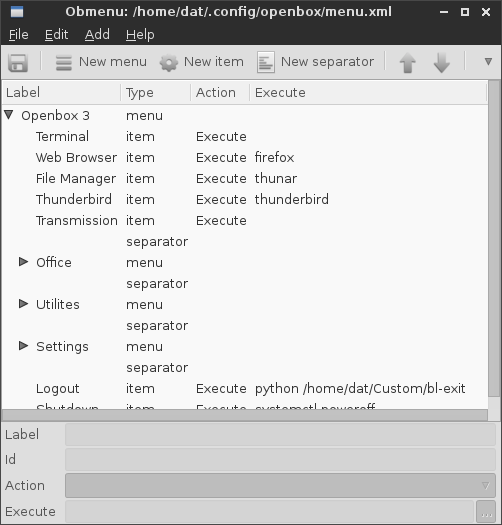 Obmenu: /home/dat/.config/openbox/menu.xml
File Edit Add Help
New menu New item New separator
Label Type Action Execute
Openbox 3 menu
Terminal item Execute
Web Browser item Execute firefox
File Manager item Execute thunar
Thunderbird item Execute thunderbird
Transmission item Execute
separator
Office menu
separator
Utilites menu
separator
Settings menu
separator
Logout item Execute python /home/dat/Custom/bl-exit
Shutdown item Execute systemctl poweroff
Label
Id
Action
Execute ...